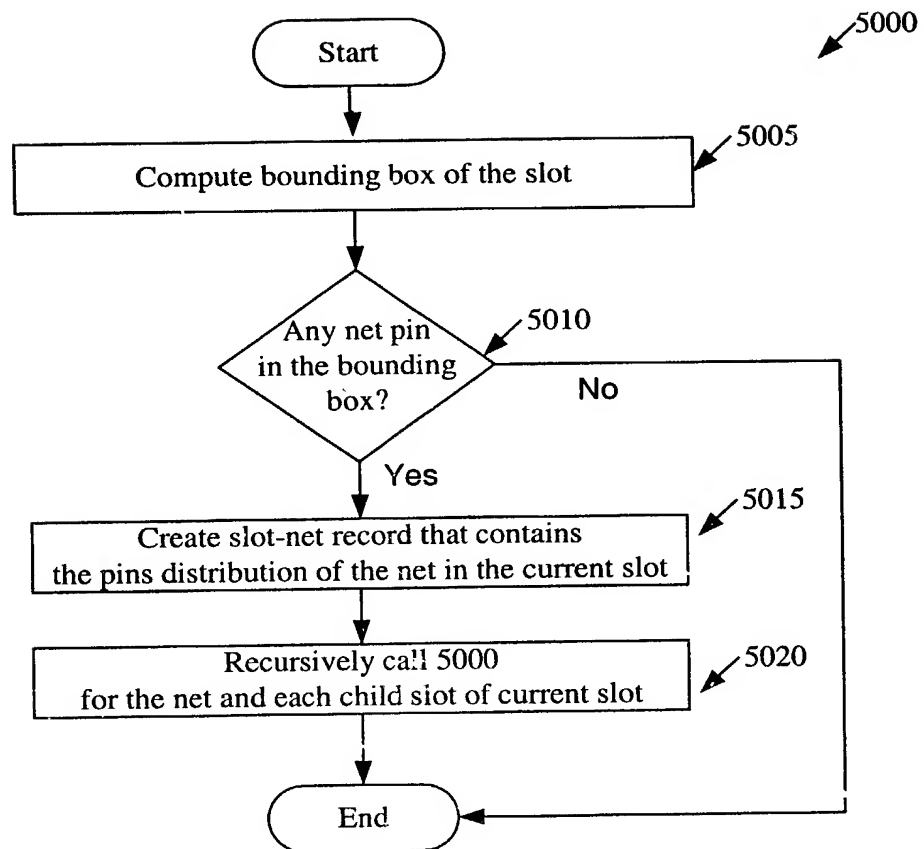 5000
Start
5005
Compute bounding box of the slot
5010
Any net pin
in the bounding
box?
No
Yes
5015
Create slot-net record that contains
the pins distribution of the net in the current slot
5020
Recursively call 5000
for the net and each child slot of current slot
End